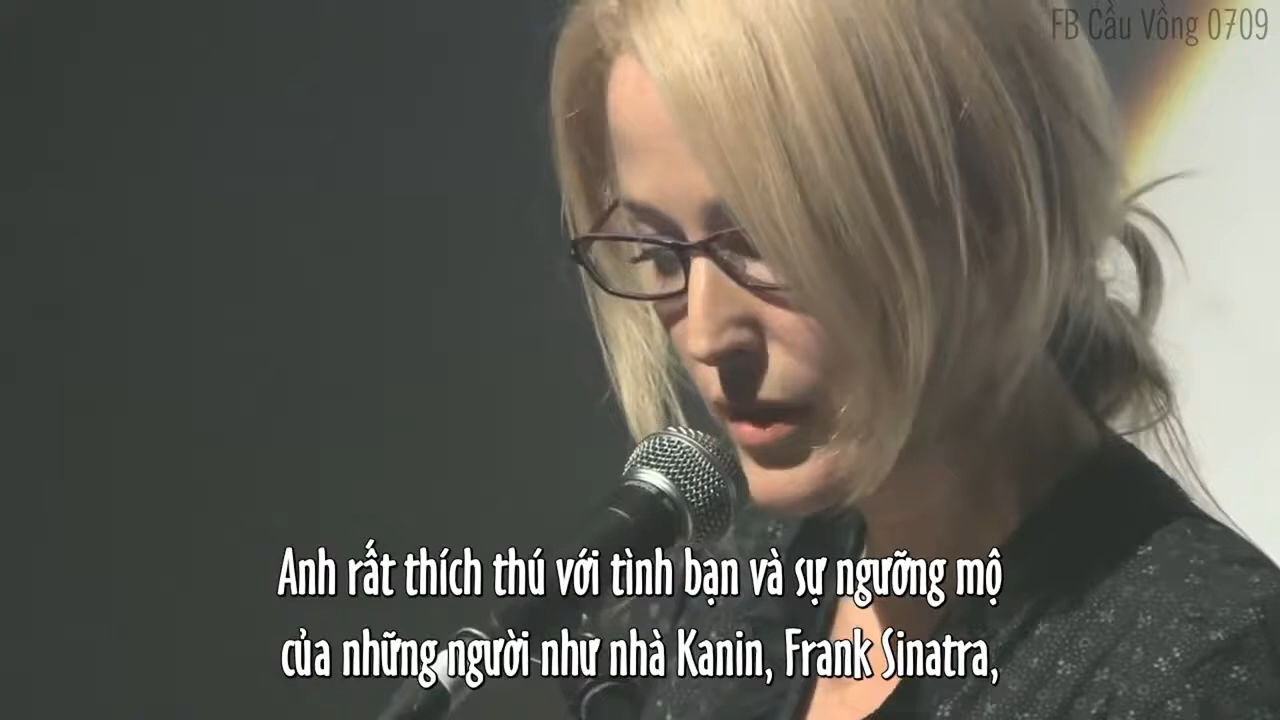 FB Cầu Vồng 0709
Anh rất thích thú với tình bạn và sự ngưỡng mộ
của những người như nhà Kanin, Frank Sinatra,